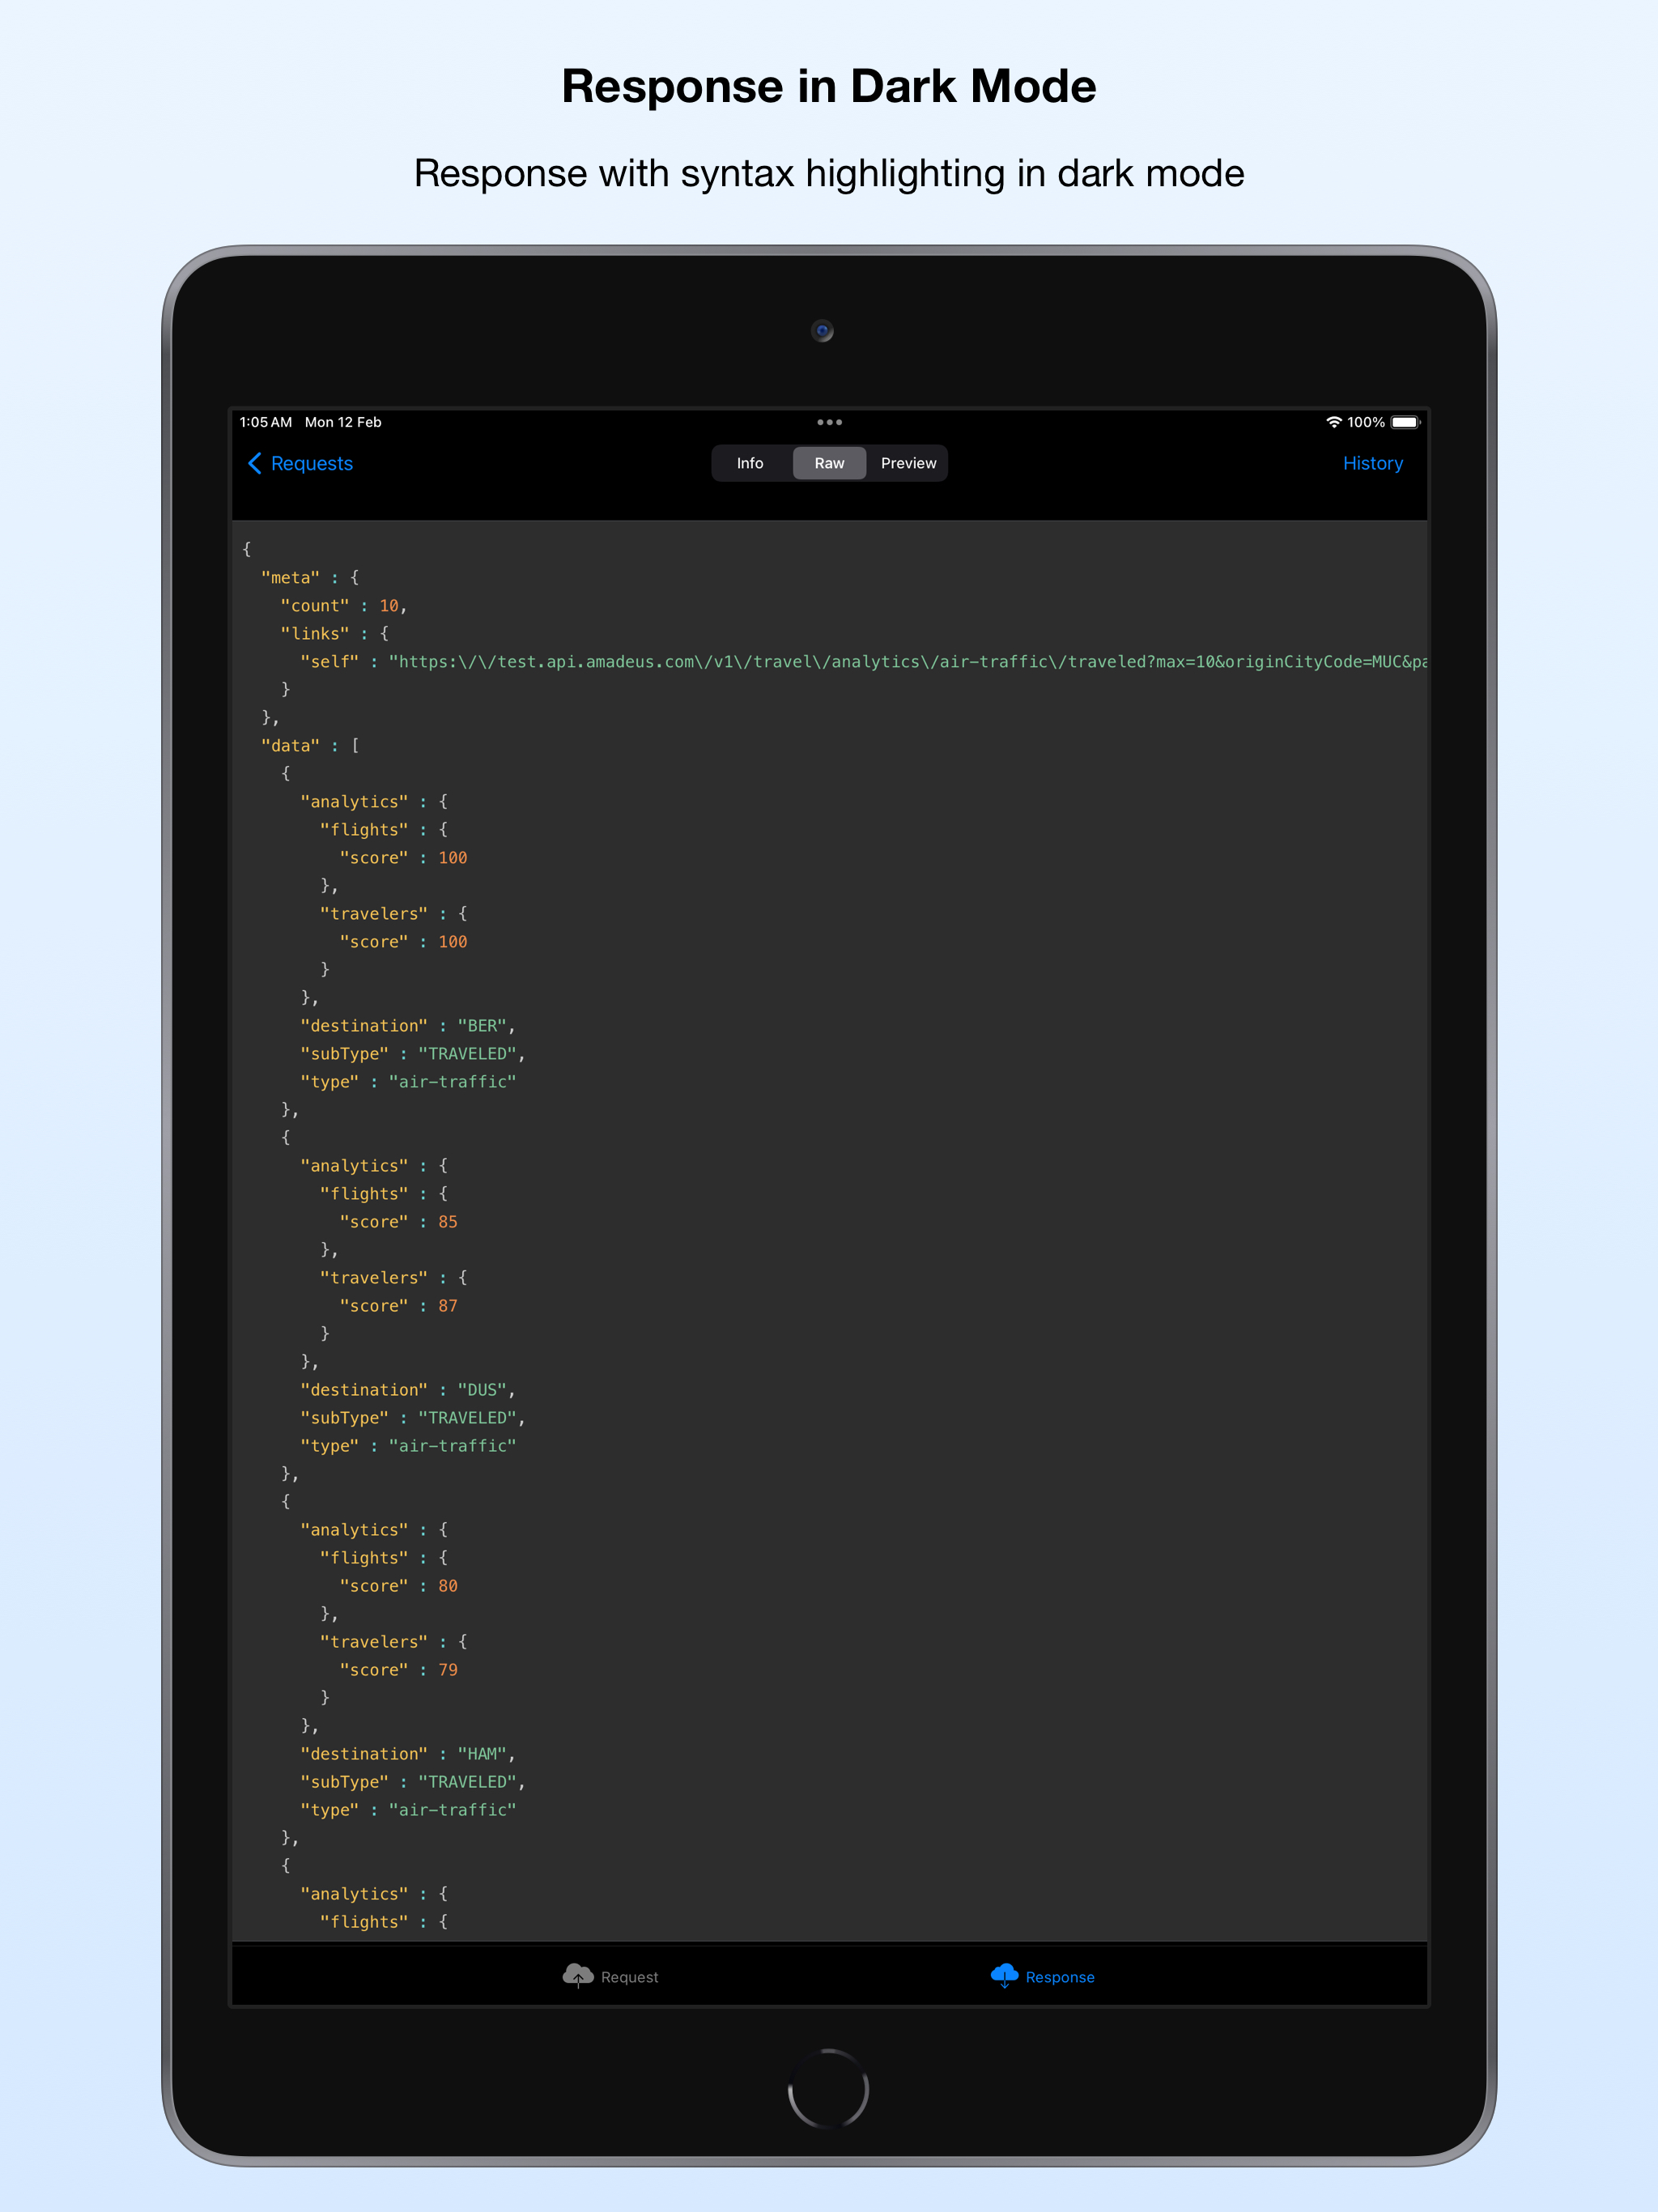 Response in Dark Mode
Response with syntax highlighting in dark mode
1:05 AM Mon 12 Feb 100%
Requests Info Raw Preview History
{
  "meta" : {
    "count" : 10,
    "links" : {
      "self" : "https:\/\/test.api.amadeus.com\/v1\/travel\/analytics\/air-traffic\/traveled?max=10&originCityCode=MUC&pa
    }
  },
  "data" : [
    {
      "analytics" : {
        "flights" : {
          "score" : 100
        },
        "travelers" : {
          "score" : 100
        }
      },
      "destination" : "BER",
      "subType" : "TRAVELED",
      "type" : "air-traffic"
    },
    {
      "analytics" : {
        "flights" : {
          "score" : 85
        },
        "travelers" : {
          "score" : 87
        }
      },
      "destination" : "DUS",
      "subType" : "TRAVELED",
      "type" : "air-traffic"
    },
    {
      "analytics" : {
        "flights" : {
          "score" : 80
        },
        "travelers" : {
          "score" : 79
        }
      },
      "destination" : "HAM",
      "subType" : "TRAVELED",
      "type" : "air-traffic"
    },
    {
      "analytics" : {
        "flights" : {
Request Response